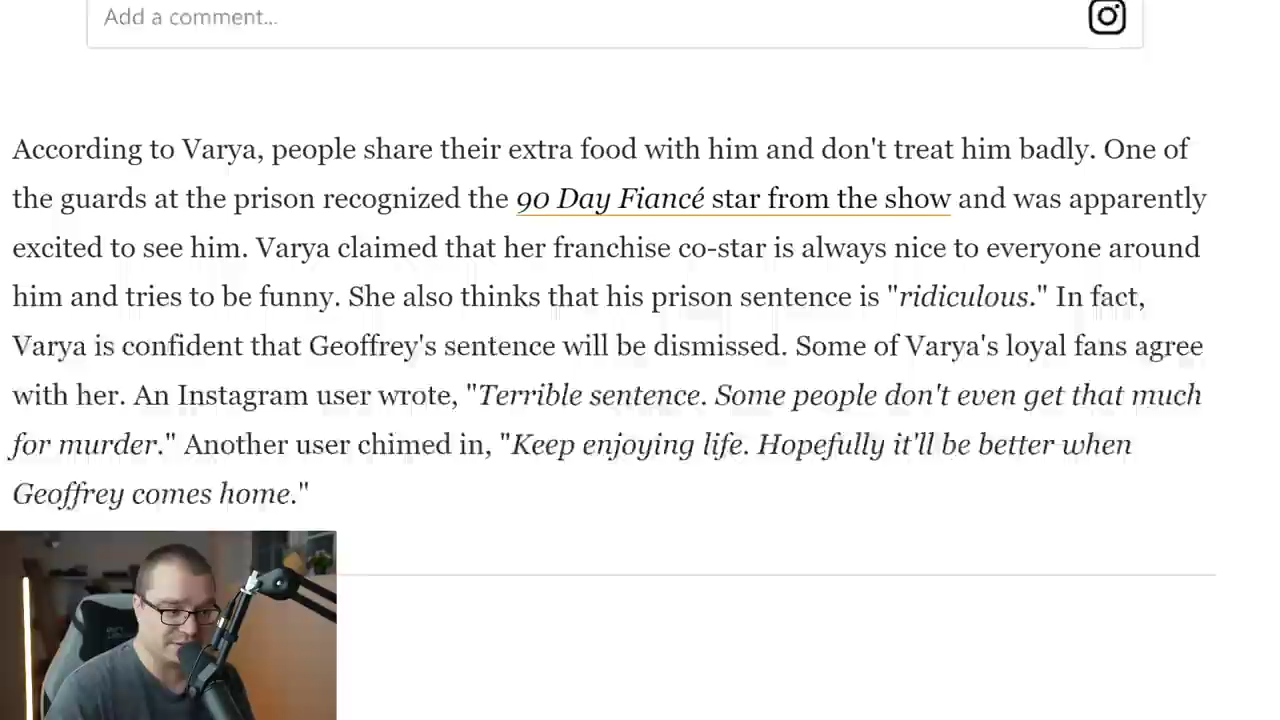 Add a comment...
According to Varya, people share their extra food with him and don't treat him badly. One of
the guards at the prison recognized the 90 Day Fiancé star from the show and was apparently
excited to see him. Varya claimed that her franchise co-star is always nice to everyone around
him and tries to be funny. She also thinks that his prison sentence is "ridiculous." In fact,
Varya is confident that Geoffrey's sentence will be dismissed. Some of Varya's loyal fans agree
with her. An Instagram user wrote, "Terrible sentence. Some people don't even get that much
for murder." Another user chimed in, "Keep enjoying life. Hopefully it'll be better when
Geoffrey comes home."